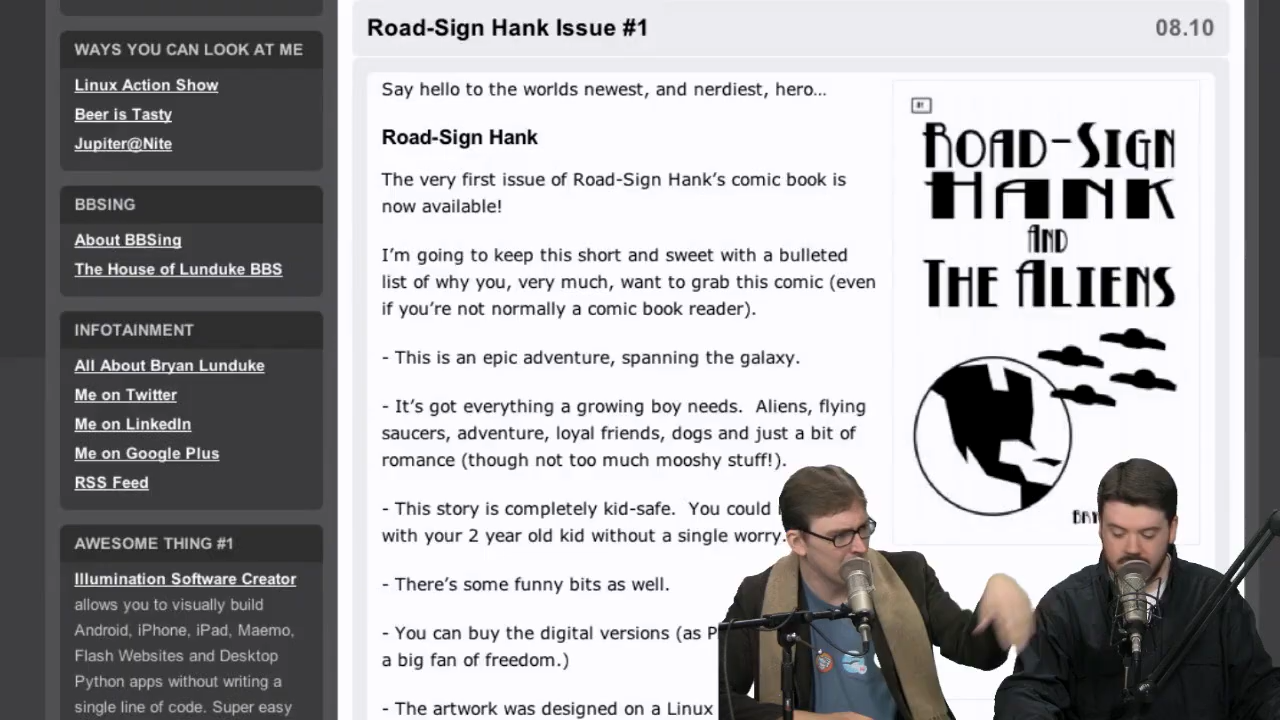 WAYS YOU CAN LOOK AT ME
Linux Action Show
Beer is Tasty
Jupiter@Nite
BBSING
About BBSing
The House of Lunduke BBS
INFOTAINMENT
All About Bryan Lunduke
Me on Twitter
Me on LinkedIn
Me on Google Plus
RSS Feed
AWESOME THING #1
Illumination Software Creator
allows you to visually build
Android, iPhone, iPad, Maemo,
Flash Websites and Desktop
Python apps without writing a
single line of code. Super easy
Road-Sign Hank Issue #1
08.10
Say hello to the worlds newest, and nerdiest, hero…
Road-Sign Hank
The very first issue of Road-Sign Hank’s comic book is
now available!
I’m going to keep this short and sweet with a bulleted
list of why you, very much, want to grab this comic (even
if you’re not normally a comic book reader).
- This is an epic adventure, spanning the galaxy.
- It’s got everything a growing boy needs. Aliens, flying
saucers, adventure, loyal friends, dogs and just a bit of
romance (though not too much mooshy stuff!).
- This story is completely kid-safe. You could
with your 2 year old kid without a single worry.
- There’s some funny bits as well.
- You can buy the digital versions (as P
a big fan of freedom.)
- The artwork was designed on a Linux
ROAD-SIGN
HANK
AND
THE ALIENS